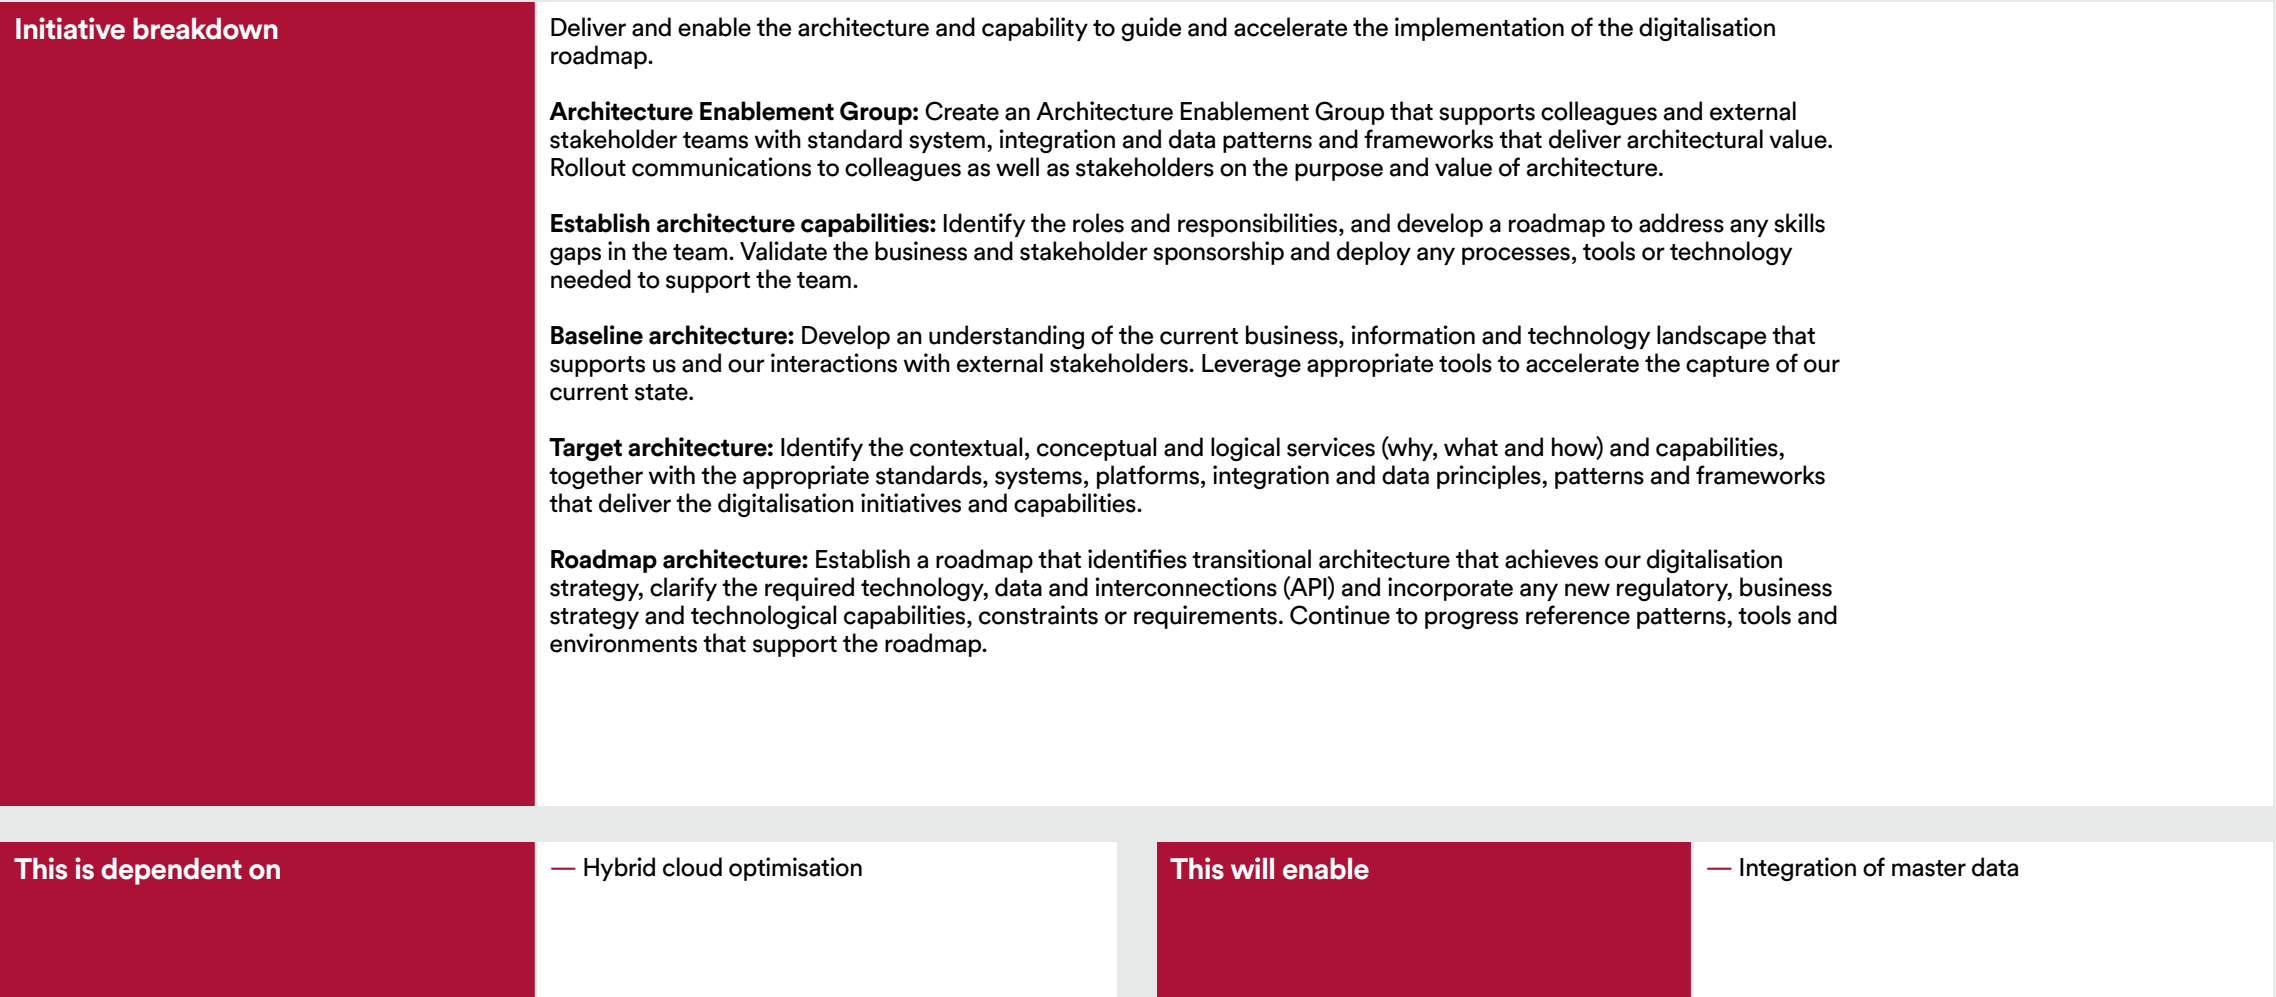 Initiative breakdown
Deliver and enable the architecture and capability to guide and accelerate the implementation of the digitalisation
roadmap.
Architecture Enablement Group: Create an Architecture Enablement Group that supports colleagues and external
stakeholder teams with standard system, integration and data patterns and frameworks that deliver architectural value.
Rollout communications to colleagues as well as stakeholders on the purpose and value of architecture.
Establish architecture capabilities: Identify the roles and responsibilities, and develop a roadmap to address any skills
gaps in the team. Validate the business and stakeholder sponsorship and deploy any processes, tools or technology
needed to support the team.
Baseline architecture: Develop an understanding of the current business, information and technology landscape that
supports us and our interactions with external stakeholders. Leverage appropriate tools to accelerate the capture of our
current state.
Target architecture: Identify the contextual, conceptual and logical services (why, what and how) and capabilities,
together with the appropriate standards, systems, platforms, integration and data principles, patterns and frameworks
that deliver the digitalisation initiatives and capabilities.
Roadmap architecture: Establish a roadmap that identifies transitional architecture that achieves our digitalisation
strategy, clarify the required technology, data and interconnections (API) and incorporate any new regulatory, business
strategy and technological capabilities, constraints or requirements. Continue to progress reference patterns, tools and
environments that support the roadmap.
This is dependent on
— Hybrid cloud optimisation
This will enable
— Integration of master data